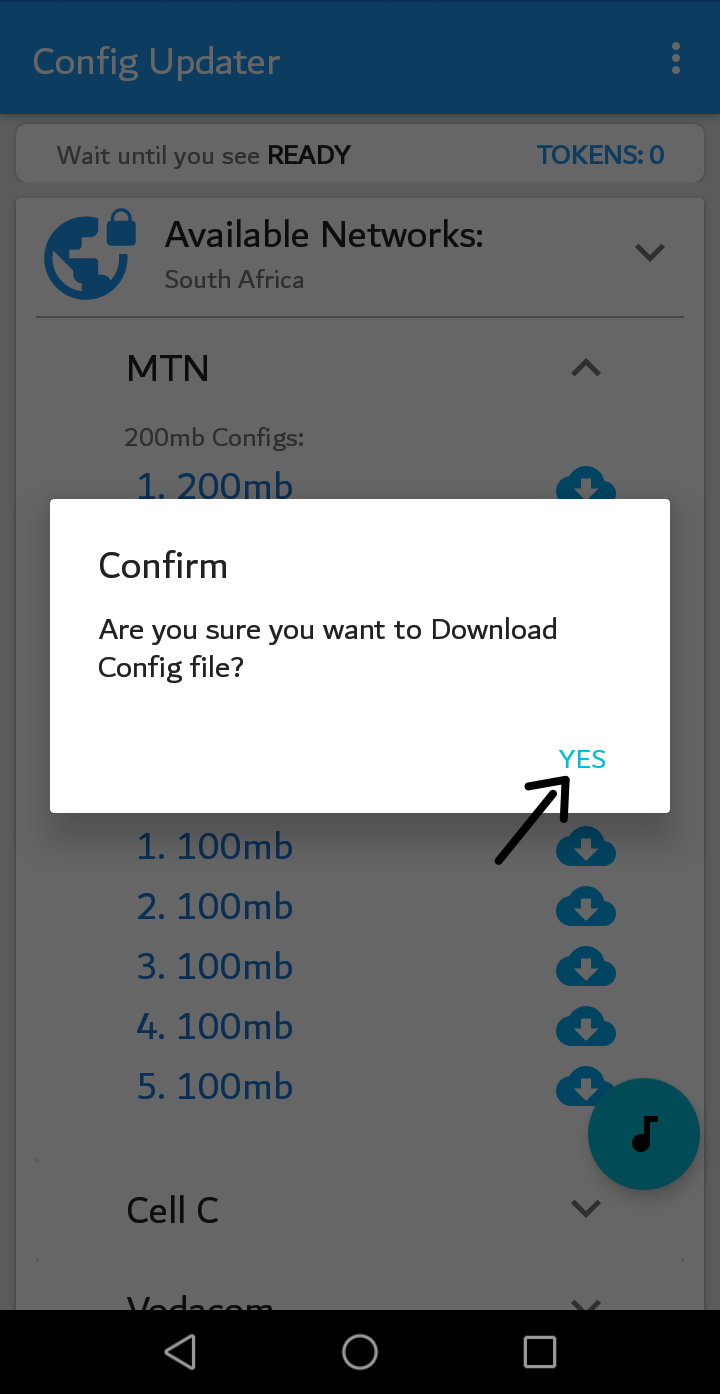 Config Updater
Wait until you see READY TOKENS: 0
Available Networks:
South Africa
MTN
200mb Configs:
1. 200mb
Confirm
Are you sure you want to Download
Config file?
YES
1. 100mb
2. 100mb
3. 100mb
4. 100mb
5. 100mb
Cell C
Vodacom